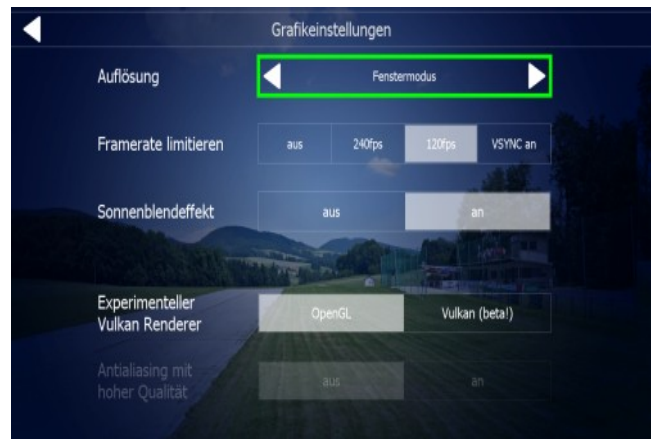 Grafikeinstellungen
Auflösung
Fenstermodus
Framerate limitieren
aus 240fps 120fps VSYNC an
Sonnenblendeffekt
aus an
Experimenteller
Vulkan Renderer
OpenGL Vulkan (beta!)
Antialiasing mit
hoher Qualität
aus an